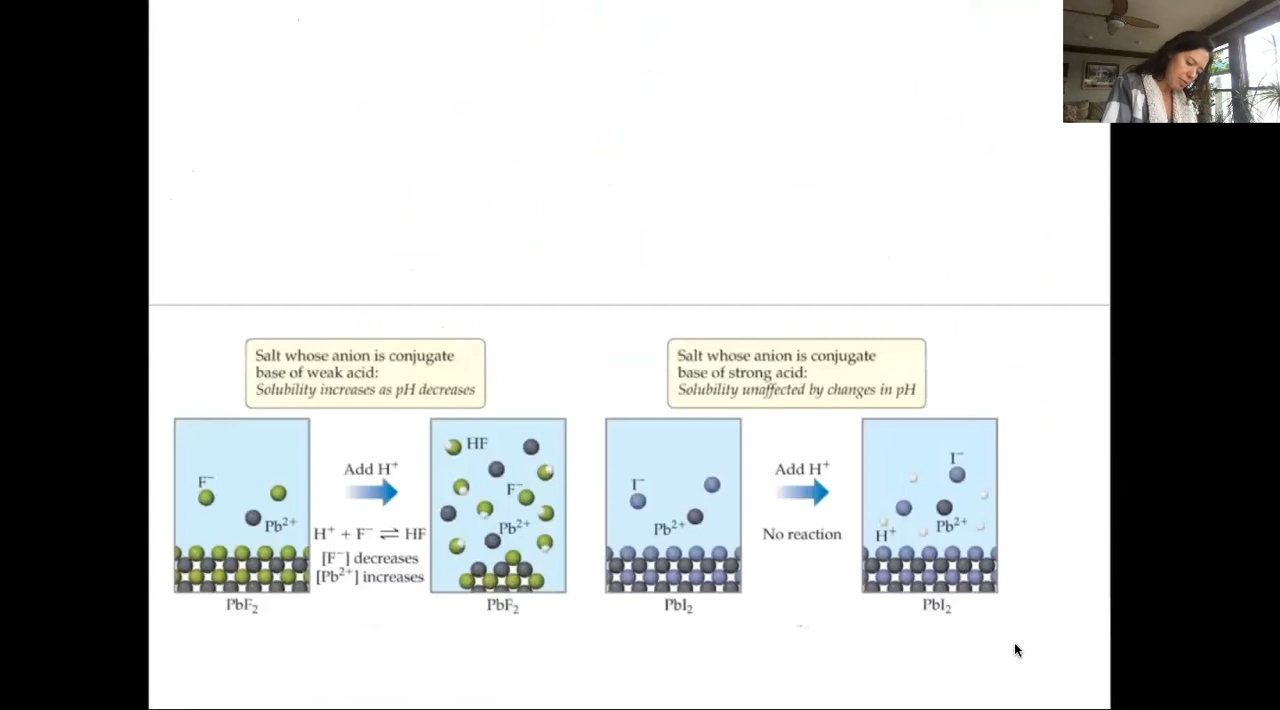 Salt whose anion is conjugate
base of weak acid:
Solubility increases as pH decreases
Salt whose anion is conjugate
base of strong acid:
Solubility unaffected by changes in pH
F⁻
Pb²⁺
PbF₂
Add H⁺
H⁺ + F⁻ ⇌ HF
[F⁻] decreases
[Pb²⁺] increases
HF
F⁻
Pb²⁺
PbF₂
I⁻
Pb²⁺
PbI₂
Add H⁺
No reaction
I⁻
Pb²⁺
H⁺
PbI₂